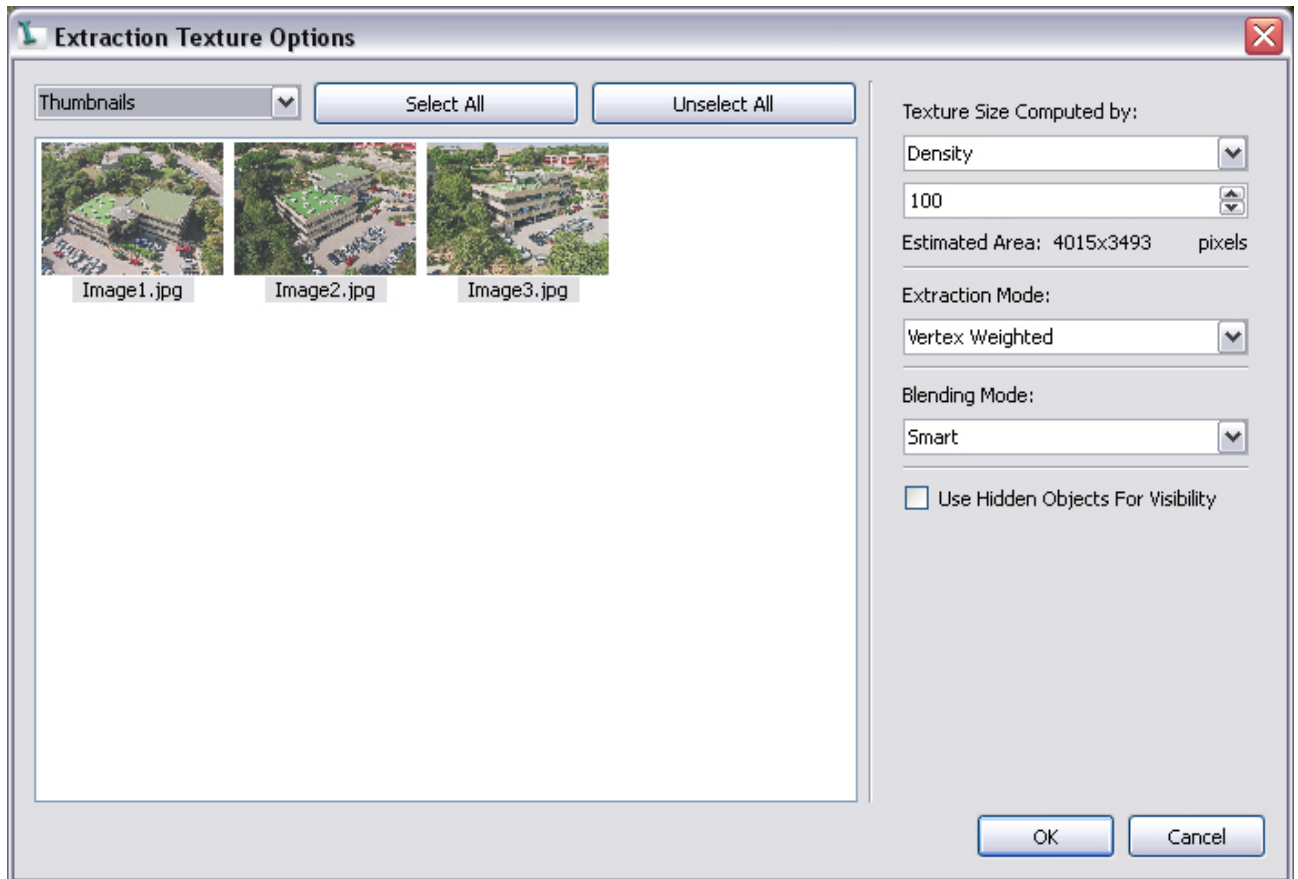 Extraction Texture Options
Thumbnails
Select All
Unselect All
Image1.jpg
Image2.jpg
Image3.jpg
Texture Size Computed by:
Density
100
Estimated Area: 4015x3493 pixels
Extraction Mode:
Vertex Weighted
Blending Mode:
Smart
Use Hidden Objects For Visibility
OK
Cancel